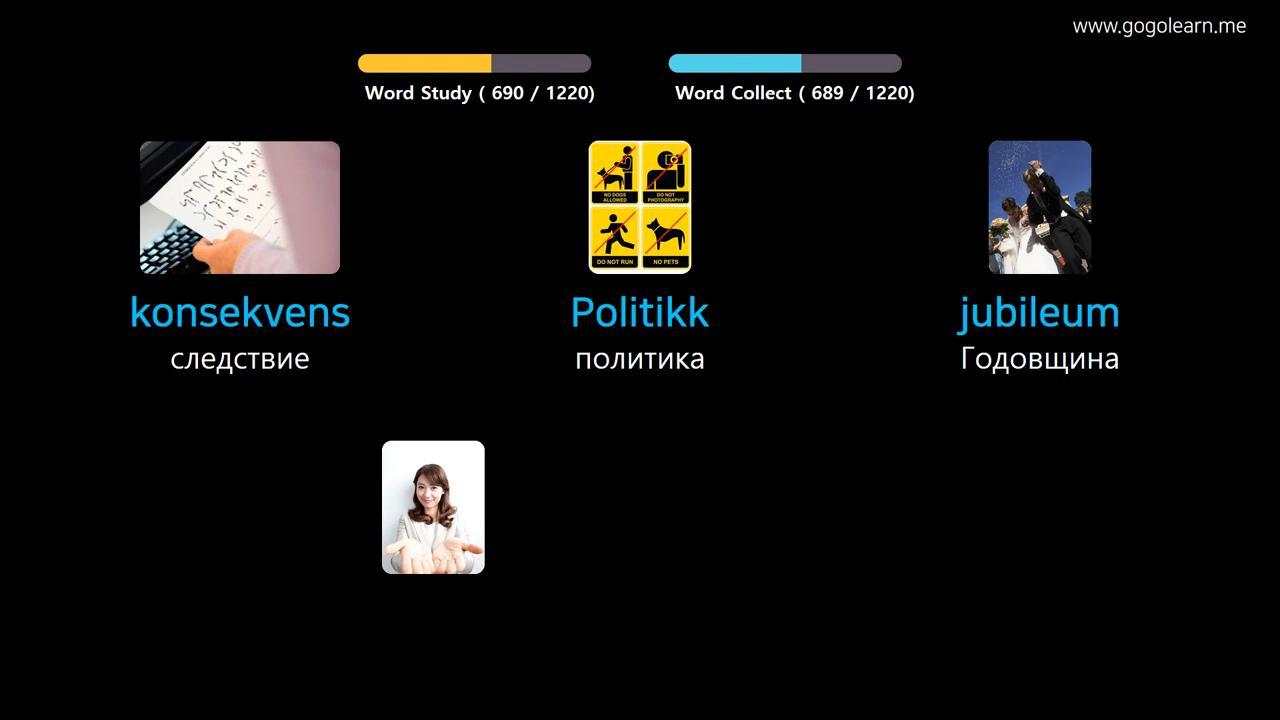 www.gogolearn.me
Word Study ( 690 / 1220)
Word Collect ( 689 / 1220)
NO DOGS
ALLOWED
DO NOT
PHOTOGRAPHY
DO NOT RUN
NO PETS
konsekvens
Politikk
jubileum
следствие
политика
Годовщина